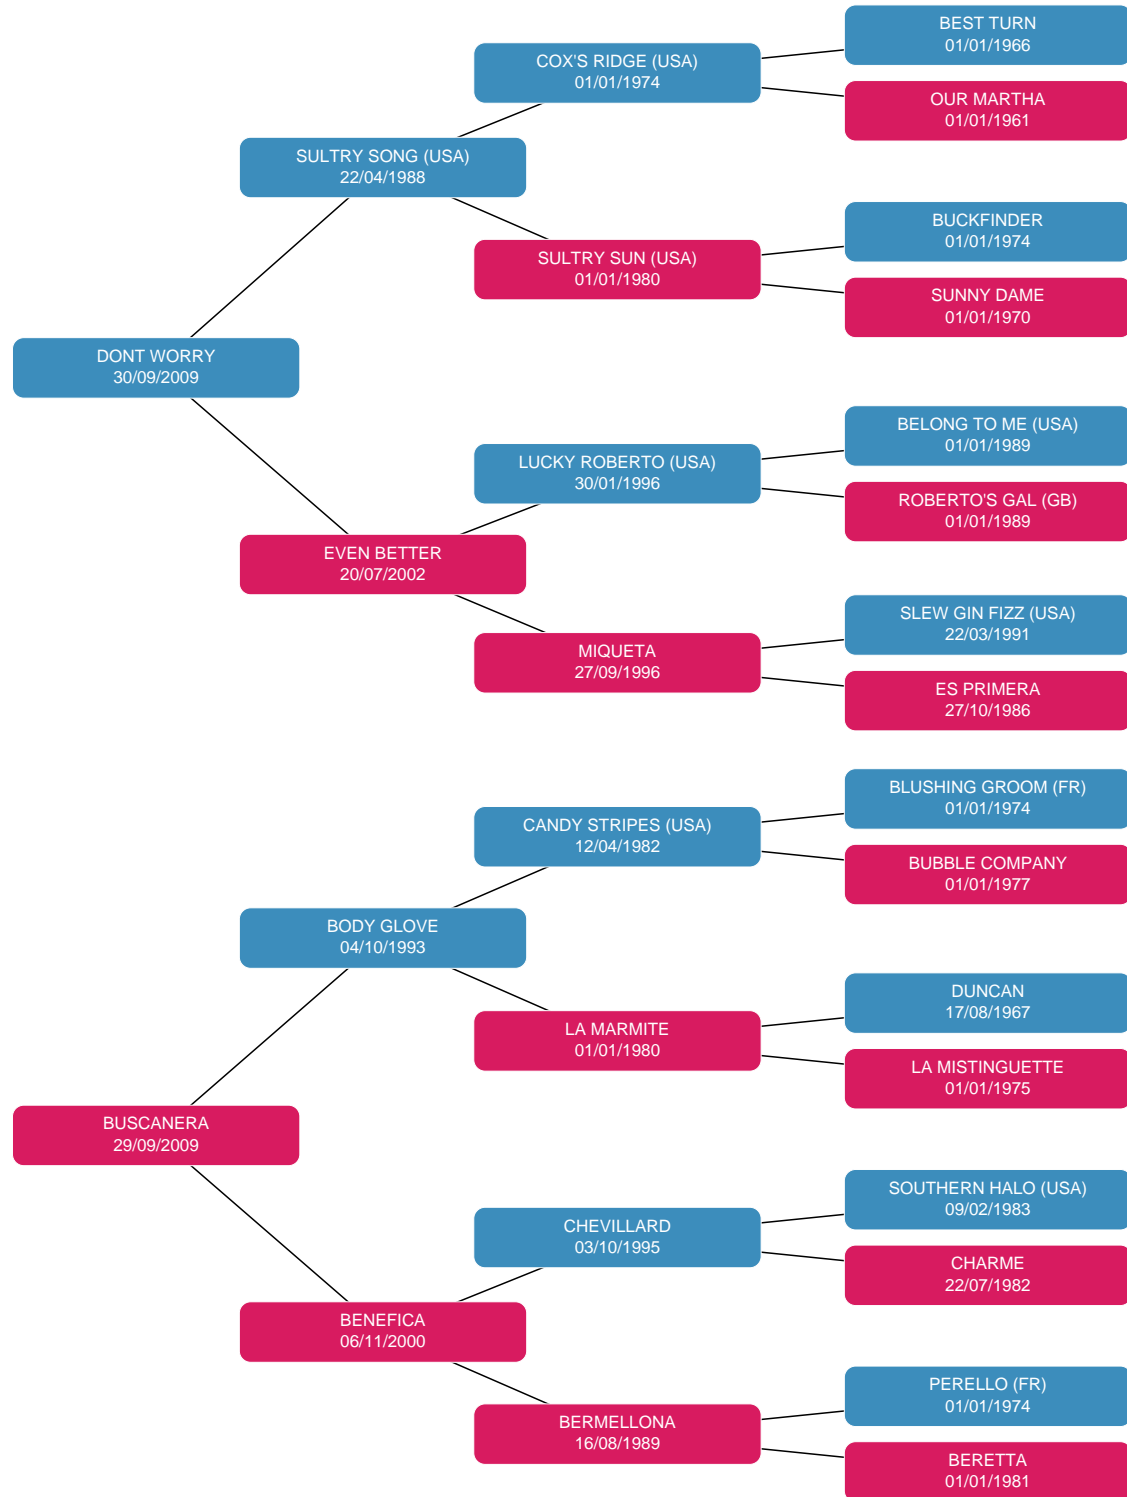 BEST TURN
01/01/1966
COX'S RIDGE (USA)
01/01/1974
OUR MARTHA
01/01/1961
SULTRY SONG (USA)
22/04/1988
BUCKFINDER
01/01/1974
SULTRY SUN (USA)
01/01/1980
SUNNY DAME
01/01/1970
DONT WORRY
30/09/2009
BELONG TO ME (USA)
01/01/1989
LUCKY ROBERTO (USA)
30/01/1996
ROBERTO'S GAL (GB)
01/01/1989
EVEN BETTER
20/07/2002
SLEW GIN FIZZ (USA)
22/03/1991
MIQUETA
27/09/1996
ES PRIMERA
27/10/1986
BLUSHING GROOM (FR)
01/01/1974
CANDY STRIPES (USA)
12/04/1982
BUBBLE COMPANY
01/01/1977
BODY GLOVE
04/10/1993
DUNCAN
17/08/1967
LA MARMITE
01/01/1980
LA MISTINGUETTE
01/01/1975
BUSCANERA
29/09/2009
SOUTHERN HALO (USA)
09/02/1983
CHEVILLARD
03/10/1995
CHARME
22/07/1982
BENEFICA
06/11/2000
PERELLO (FR)
01/01/1974
BERMELLONA
16/08/1989
BERETTA
01/01/1981